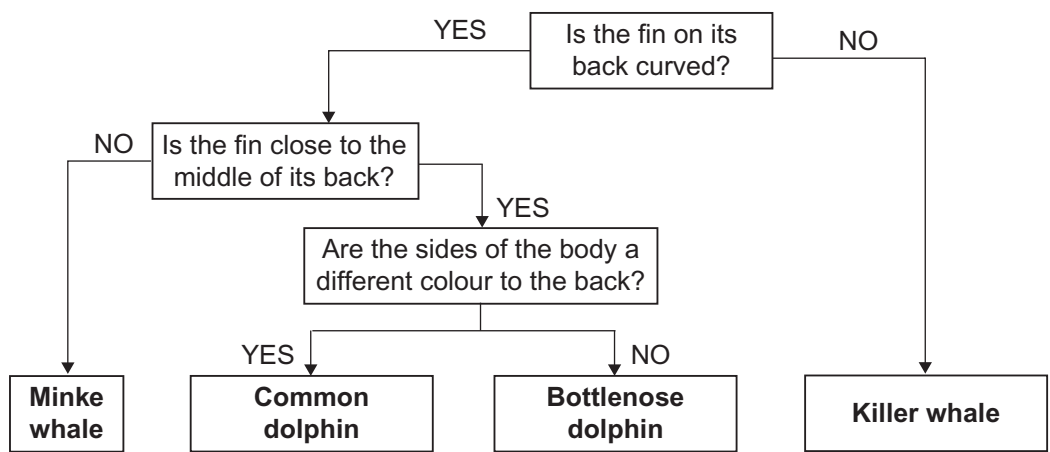 YES
Is the fin on its
back curved?
NO
NO
Is the fin close to the
middle of its back?
YES
Are the sides of the body a
different colour to the back?
YES
NO
Minke
whale
Common
dolphin
Bottlenose
dolphin
Killer whale